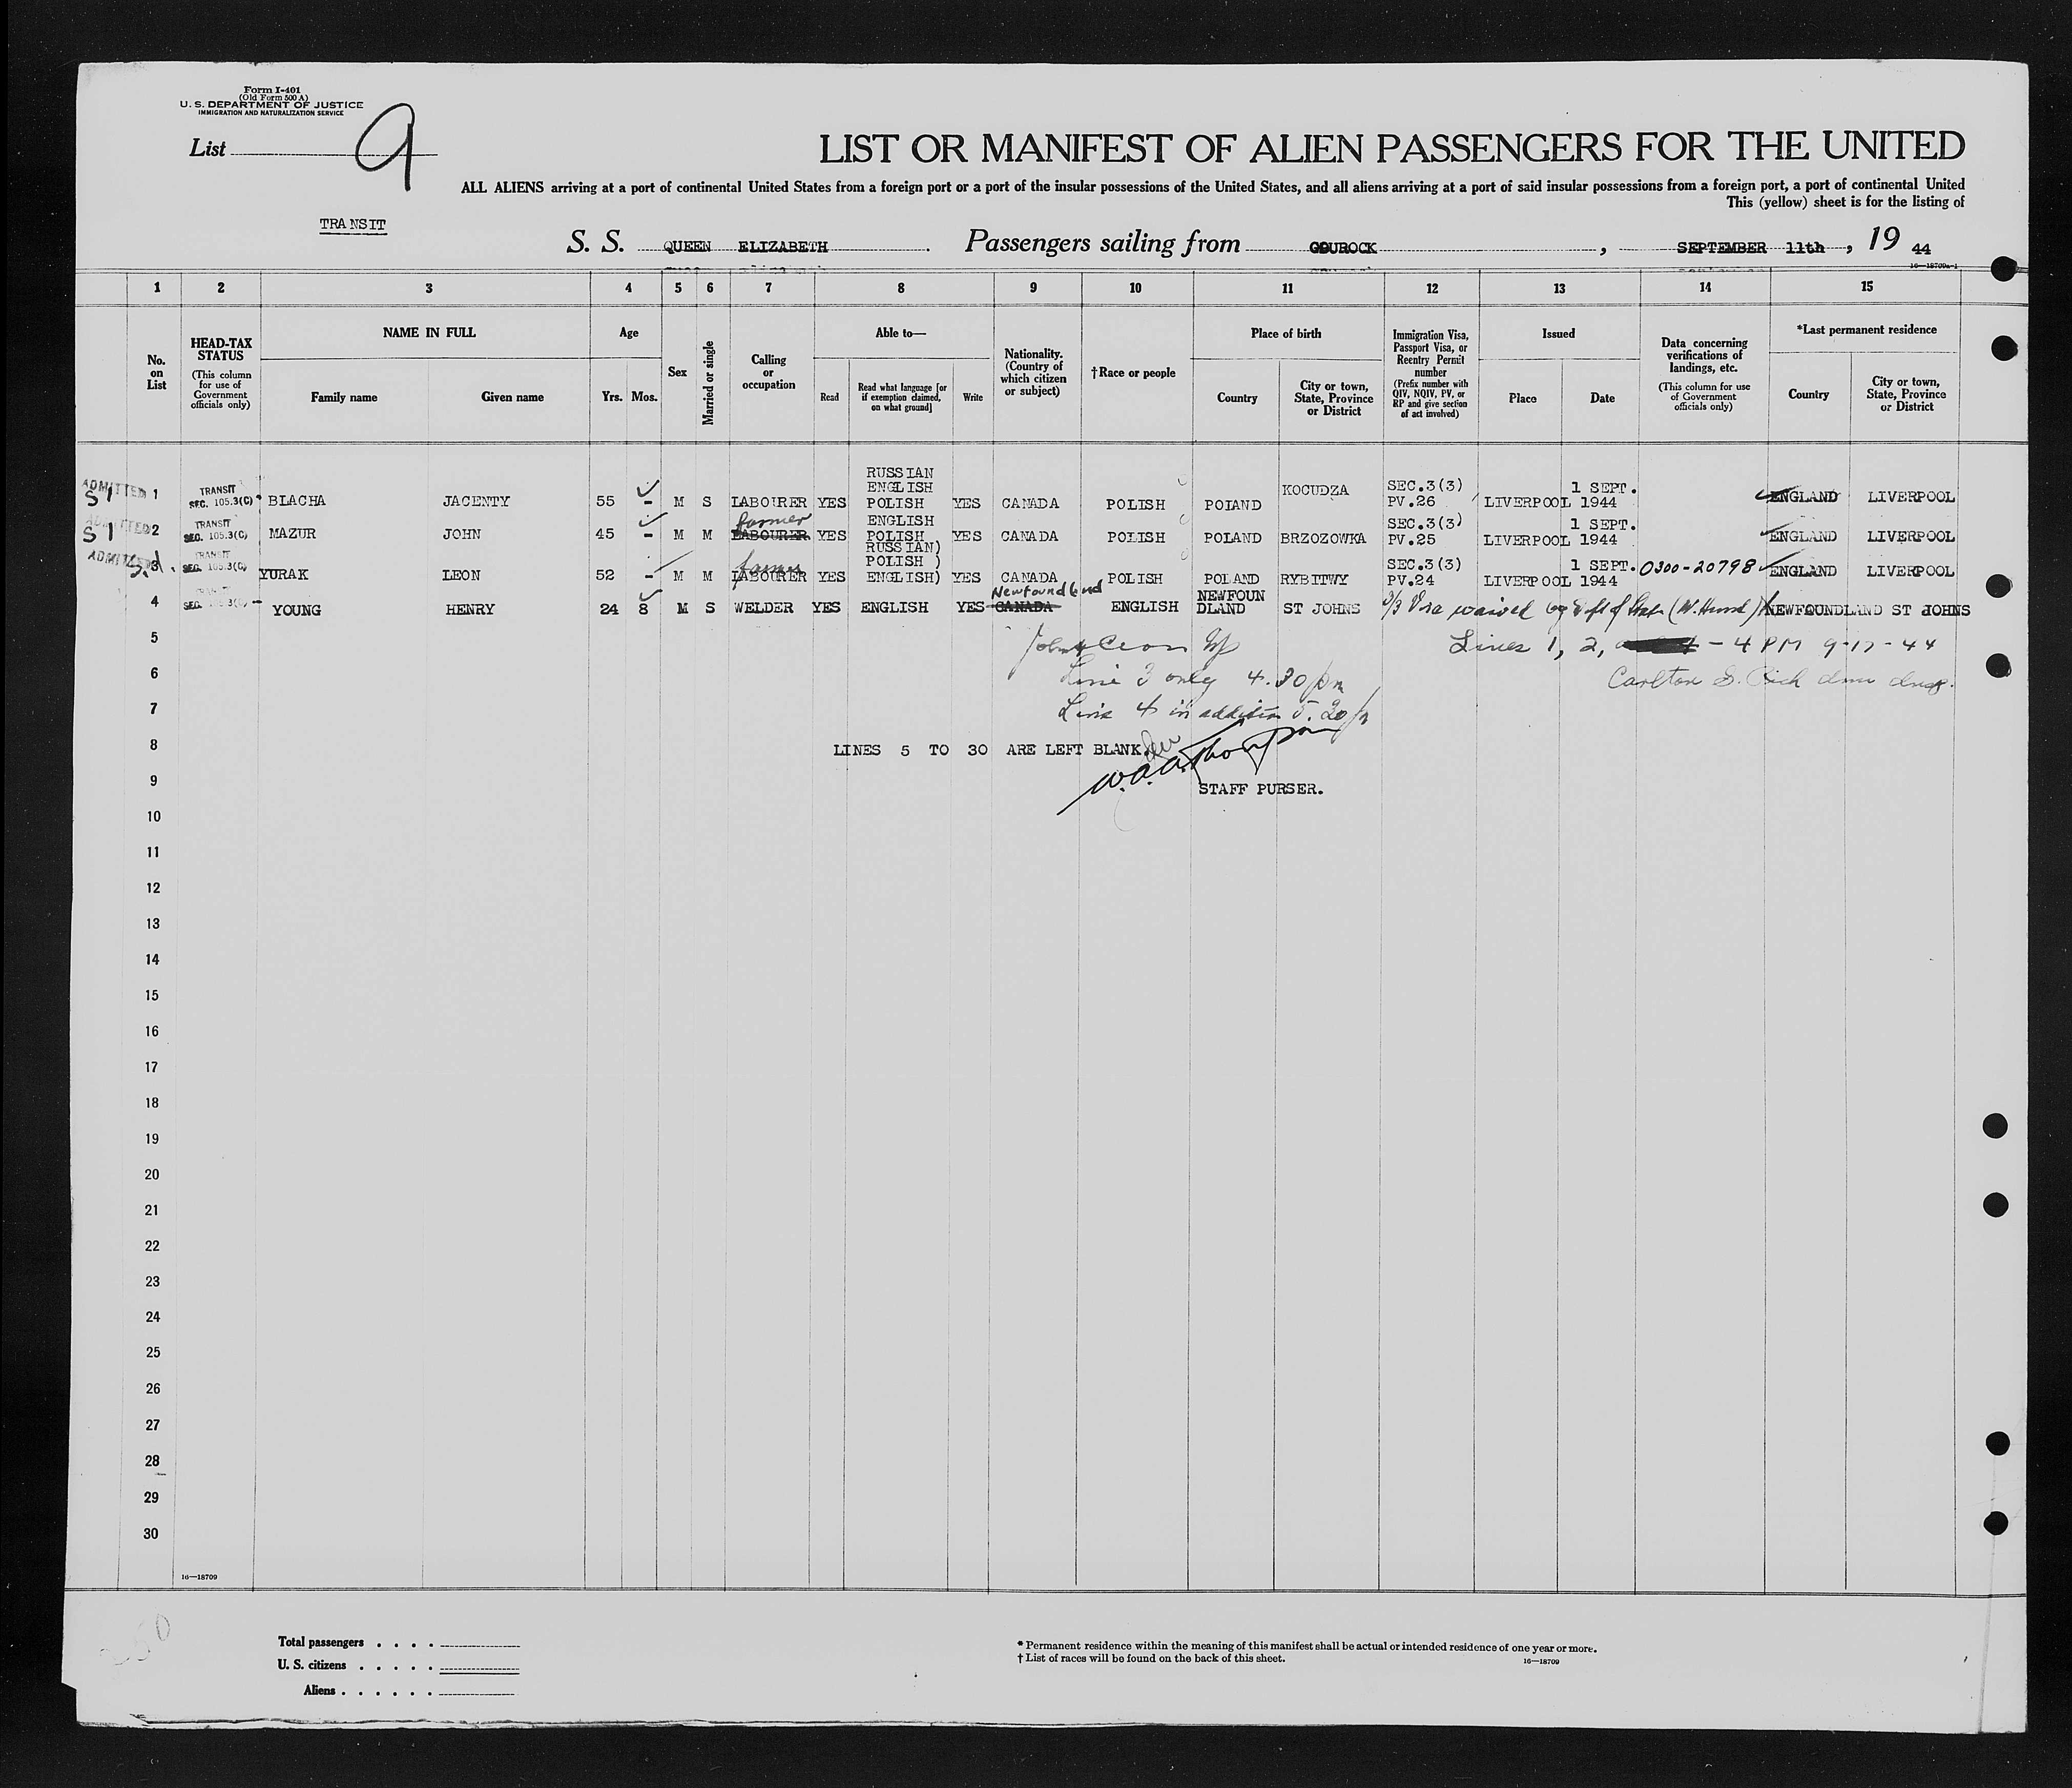 Form I-401
(Old Form 500 A)
U. S. DEPARTMENT OF JUSTICE
IMMIGRATION AND NATURALIZATION SERVICE
List 9
LIST OR MANIFEST OF ALIEN PASSENGERS FOR THE UNITED
ALL ALIENS arriving at a port of continental United States from a foreign port or a port of the insular possessions of the United States, and all aliens arriving at a port of said insular possessions from a foreign port, a port of continental United
This (yellow) sheet is for the listing of
TRANSIT
S. S. QUEEN ELIZABETH. Passengers sailing from GOUROCK, SEPTEMBER 11th, 19 44
16—18709a-1
1 2 3 4 5 6 7 8 9 10 11 12 13 14 15
No. on List
HEAD-TAX STATUS
(This column for use of Government officials only)
NAME IN FULL
Family name Given name
Age
Yrs. Mos.
Sex
Married or single
Calling or occupation
Able to—
Read
Read what language [or if exemption claimed, on what ground]
Write
Nationality. (Country of which citizen or subject)
†Race or people
Place of birth
Country
City or town, State, Province or District
Immigration Visa, Passport Visa, or Reentry Permit number
(Prefix number with QIV, NQIV, PV, or RP and give section of act involved)
Issued
Place Date
Data concerning verifications of landings, etc.
(This column for use of Government officials only)
*Last permanent residence
Country
City or town, State, Province or District
ADMITTED S1 1 TRANSIT SEC. 105.3(C) BLACHA JACENTY 55 - M S LABOURER YES RUSSIAN ENGLISH POLISH YES CANADA POLISH POLAND KOCUDZA SEC.3(3) PV.26 LIVERPOOL 1 SEPT. 1944 ENGLAND LIVERPOOL
ADMITTED S1 2 TRANSIT SEC. 105.3(C) MAZUR JOHN 45 - M M farmer LABOURER YES ENGLISH POLISH YES CANADA POLISH POLAND BRZOZOWKA SEC.3(3) PV.25 LIVERPOOL 1 SEPT. 1944 ENGLAND LIVERPOOL
ADMITTED 3 TRANSIT SEC. 105.3(C) YURAK LEON 52 - M M farmer LABOURER YES RUSSIAN) POLISH ) ENGLISH) YES CANADA POLISH POLAND RYBITWY SEC.3(3) PV.24 LIVERPOOL 1 SEPT. 1944 0300-20798 ENGLAND LIVERPOOL
4 TRANSIT SEC. 105.3(C) YOUNG HENRY 24 8 M S WELDER YES ENGLISH YES Newfoundland CANADA ENGLISH NEWFOUN DLAND ST JOHNS 3/3 Visa waived by Dept of State NEWFOUNDLAND ST JOHNS
5
Lines 1, 2, - 4 PM 9-17-44
6
Line 3 only 4.30 pm
Carlton S. Rich
7
Line 4 in addition 5.20 p
8
LINES 5 TO 30 ARE LEFT BLANK.
W.A.A. Thompson
9
STAFF PURSER.
10
11
12
13
14
15
16
17
18
19
20
21
22
23
24
25
26
27
28
29
30
16—18709
Total passengers . . . .
U. S. citizens . . . . .
Aliens . . . . . .
* Permanent residence within the meaning of this manifest shall be actual or intended residence of one year or more.
† List of races will be found on the back of this sheet.
16—18709